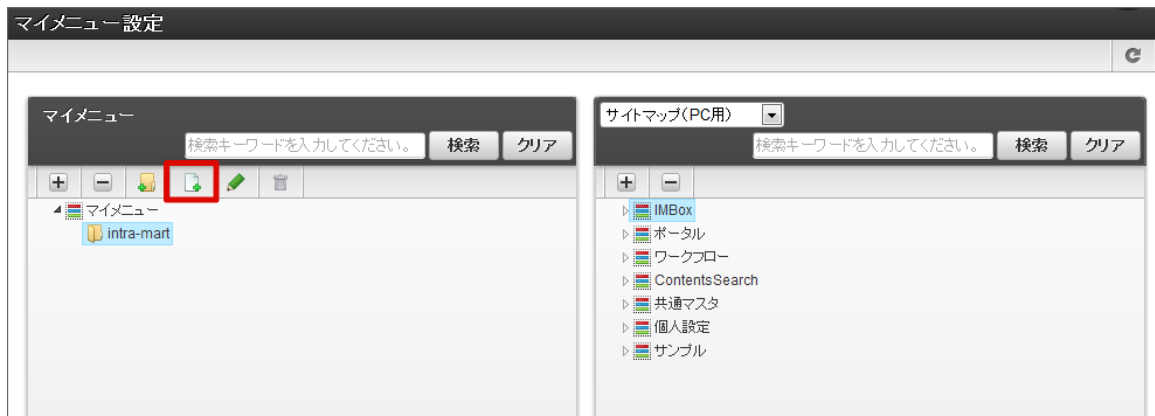 マイメニュー設定
マイメニュー
検索キーワードを入力してください。 検索 クリア
マイメニュー
intra-mart
サイトマップ(PC用)
検索キーワードを入力してください。 検索 クリア
IMBox
ポータル
ワークフロー
ContentsSearch
共通マスタ
個人設定
サンプル